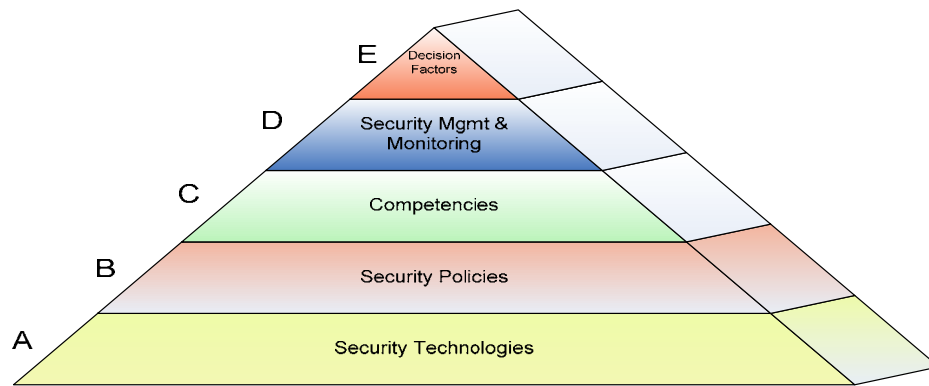 E
Decision
Factors
D
Security Mgmt &
Monitoring
C
Competencies
B
Security Policies
A
Security Technologies